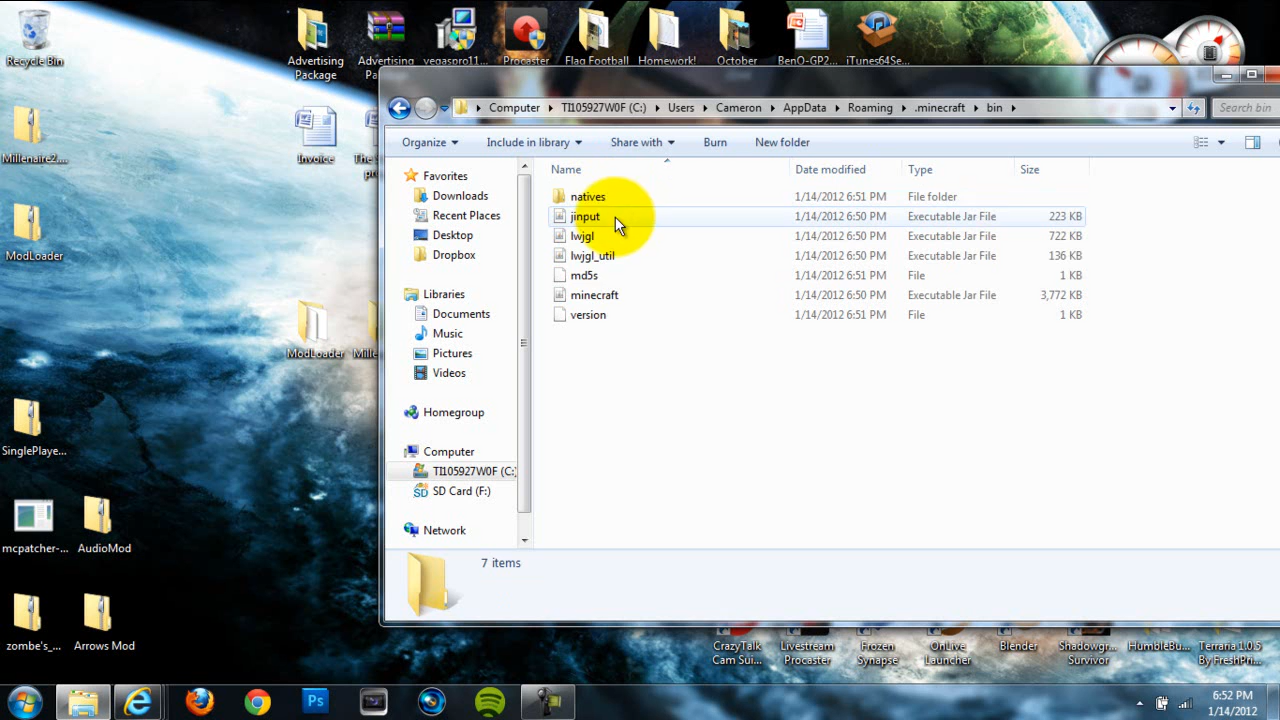 Recycle Bin
Advertising Package
Advertising Pa
vegaspro11...
Procaster
Flag Football
Homework!
October
BenQ-GP2...
iTunes64Se...
Millenaire2....
Invoice
The
pro
ModLoader
ModLoader
Mille
SinglePlaye...
mcpatcher-...
AudioMod
zombe's_...
Arrows Mod
Computer TI105927W0F (C:) Users Cameron AppData Roaming .minecraft bin
Search bin
Organize Include in library Share with Burn New folder
Favorites
Downloads
Recent Places
Desktop
Dropbox
Libraries
Documents
Music
Pictures
Videos
Homegroup
Computer
TI105927W0F (C:)
SD Card (F:)
Network
Name Date modified Type Size
natives 1/14/2012 6:51 PM File folder
jinput 1/14/2012 6:50 PM Executable Jar File 223 KB
lwjgl 1/14/2012 6:50 PM Executable Jar File 722 KB
lwjgl_util 1/14/2012 6:50 PM Executable Jar File 136 KB
md5s 1/14/2012 6:51 PM File 1 KB
minecraft 1/14/2012 6:50 PM Executable Jar File 3,772 KB
version 1/14/2012 6:51 PM File 1 KB
7 items
CrazyTalk Cam Sui...
Livestream Procaster
Frozen Synapse
OnLive Launcher
Blender
Shadowgr... Survivor
HumbleBu...
Terraria 1.0.5 By FreshPri...
Ps
6:52 PM
1/14/2012